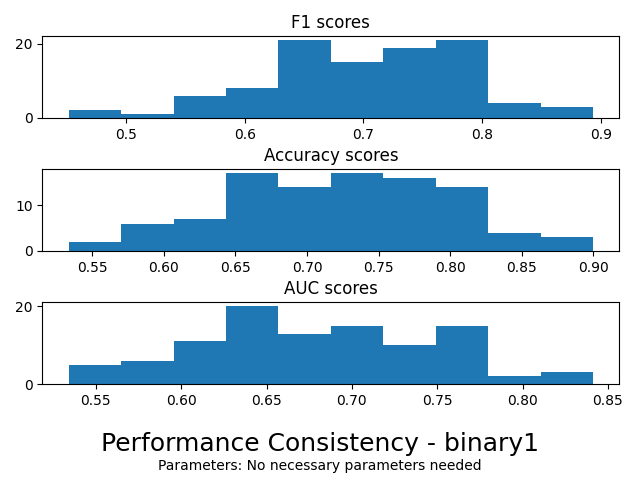 F1 scores
20
0
0.5 0.6 0.7 0.8 0.9
Accuracy scores
10
0
0.55 0.60 0.65 0.70 0.75 0.80 0.85 0.90
AUC scores
20
0
0.55 0.60 0.65 0.70 0.75 0.80 0.85
Performance Consistency - binary1
Parameters: No necessary parameters needed